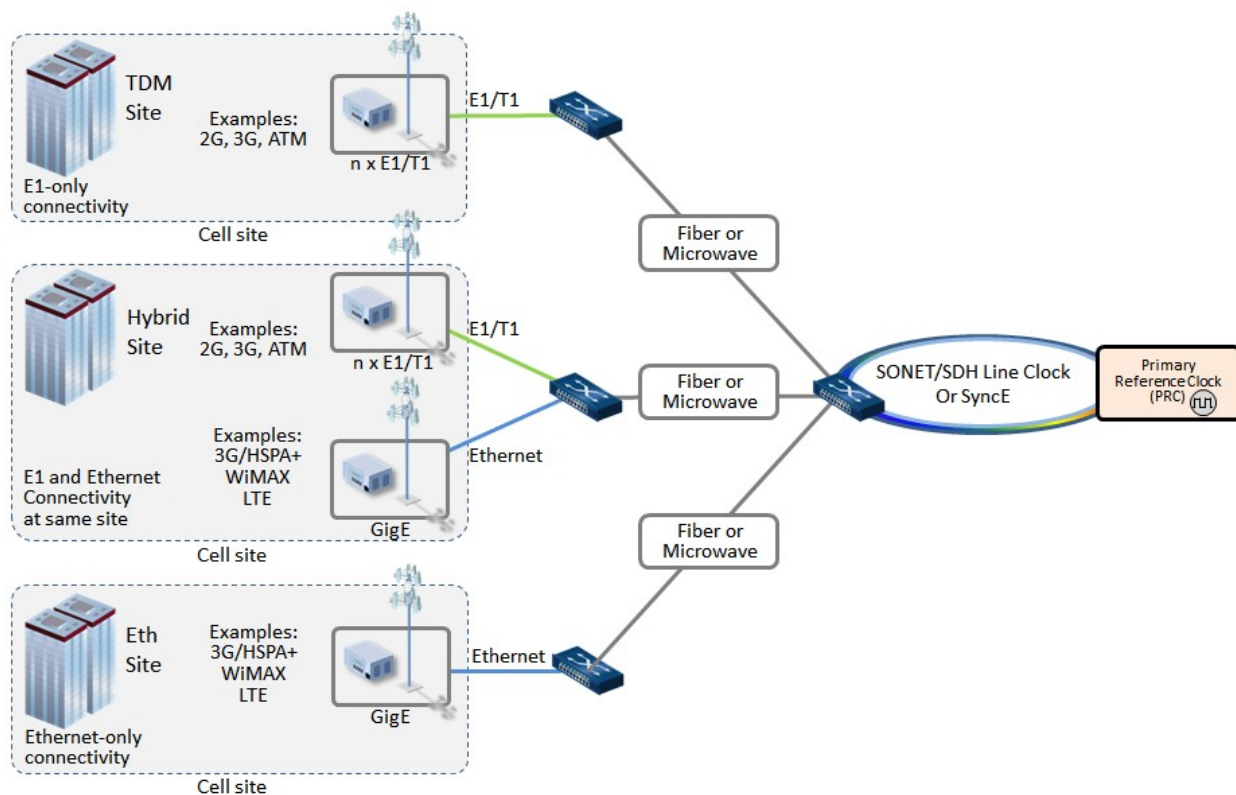 TDM
Site
Examples:
2G, 3G, ATM
E1/T1
n x E1/T1
E1-only
connectivity
Cell site
Fiber or
Microwave
Hybrid
Site
Examples:
2G, 3G, ATM
E1/T1
n x E1/T1
Examples:
3G/HSPA+
WiMAX
LTE
Ethernet
E1 and Ethernet
Connectivity
at same site
GigE
Cell site
Fiber or
Microwave
SONET/SDH Line Clock
Or SyncE
Primary
Reference Clock
(PRC)
Fiber or
Microwave
Eth
Site
Examples:
3G/HSPA+
WiMAX
LTE
Ethernet
GigE
Ethernet-only
connectivity
Cell site